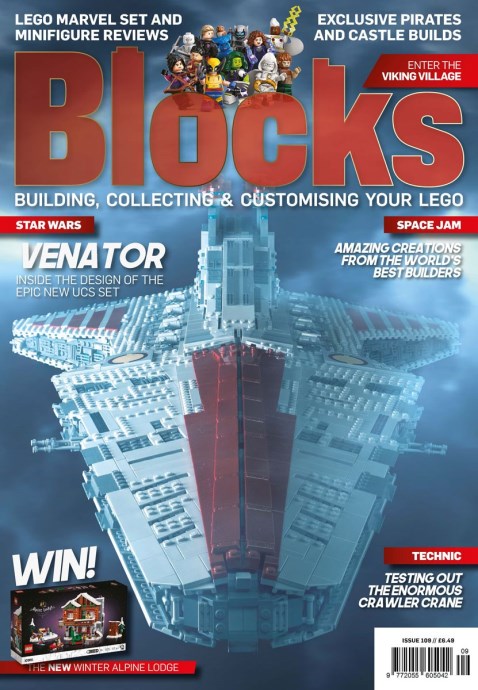 LEGO MARVEL SET AND
MINIFIGURE REVIEWS
EXCLUSIVE PIRATES
AND CASTLE BUILDS
ENTER THE
VIKING VILLAGE
Blocks
BUILDING, COLLECTING & CUSTOMISING YOUR LEGO
STAR WARS
VENATOR
INSIDE THE DESIGN OF THE
EPIC NEW UCS SET
SPACE JAM
AMAZING CREATIONS
FROM THE WORLD'S
BEST BUILDERS
WIN!
THE NEW WINTER ALPINE LODGE
TECHNIC
TESTING OUT
THE ENORMOUS
CRAWLER CRANE
ISSUE 109 // £6.49
09
9 772055 605042